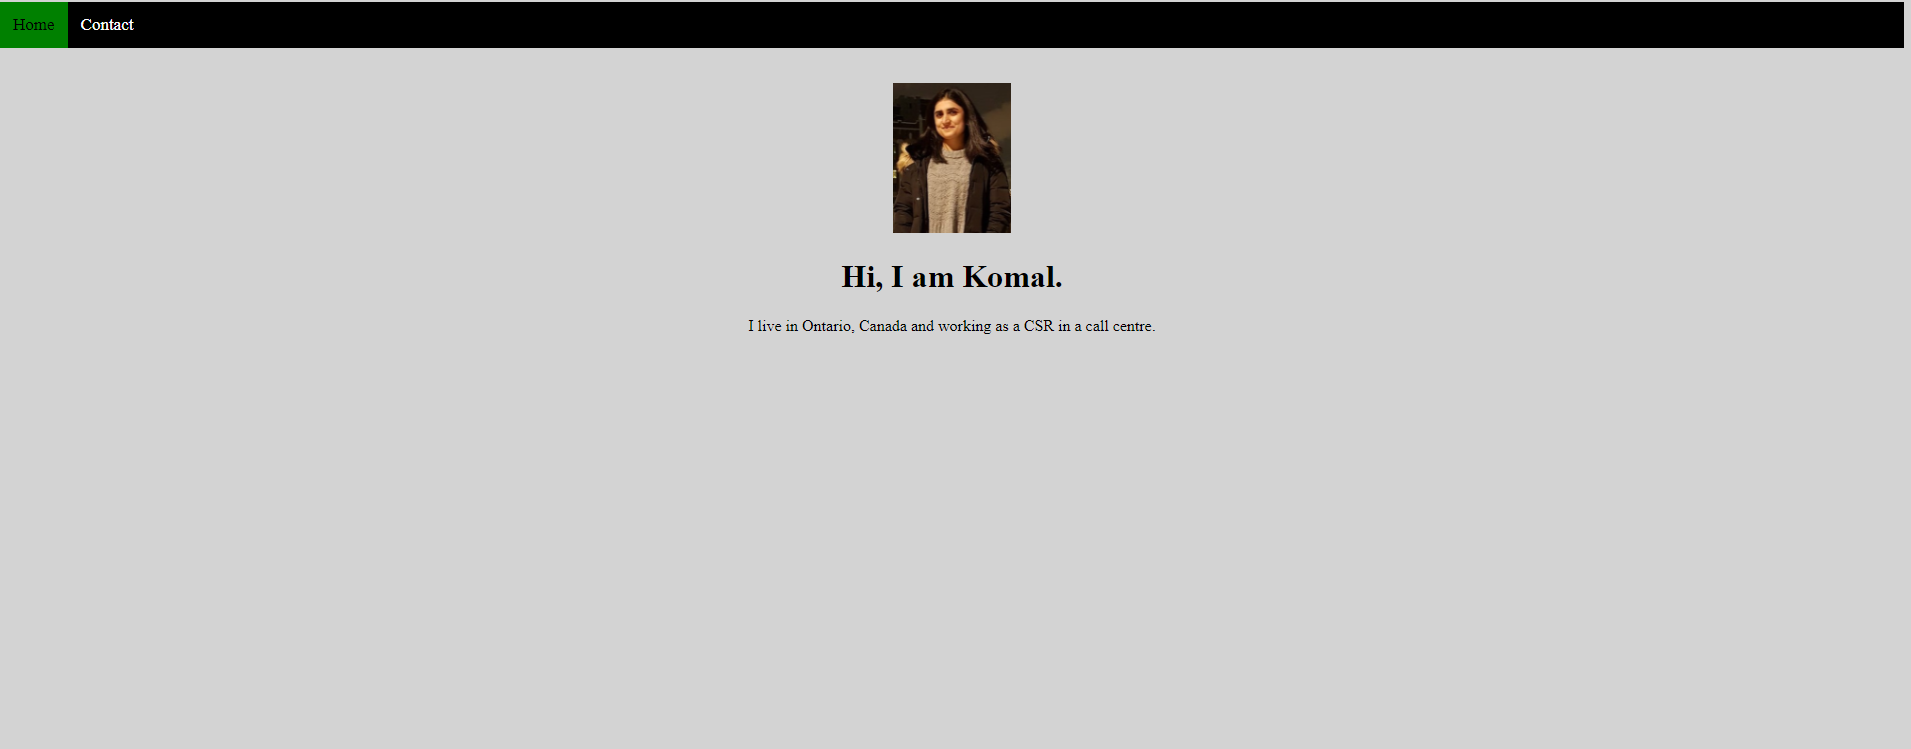 Home Contact
Hi, I am Komal.
I live in Ontario, Canada and working as a CSR in a call centre.